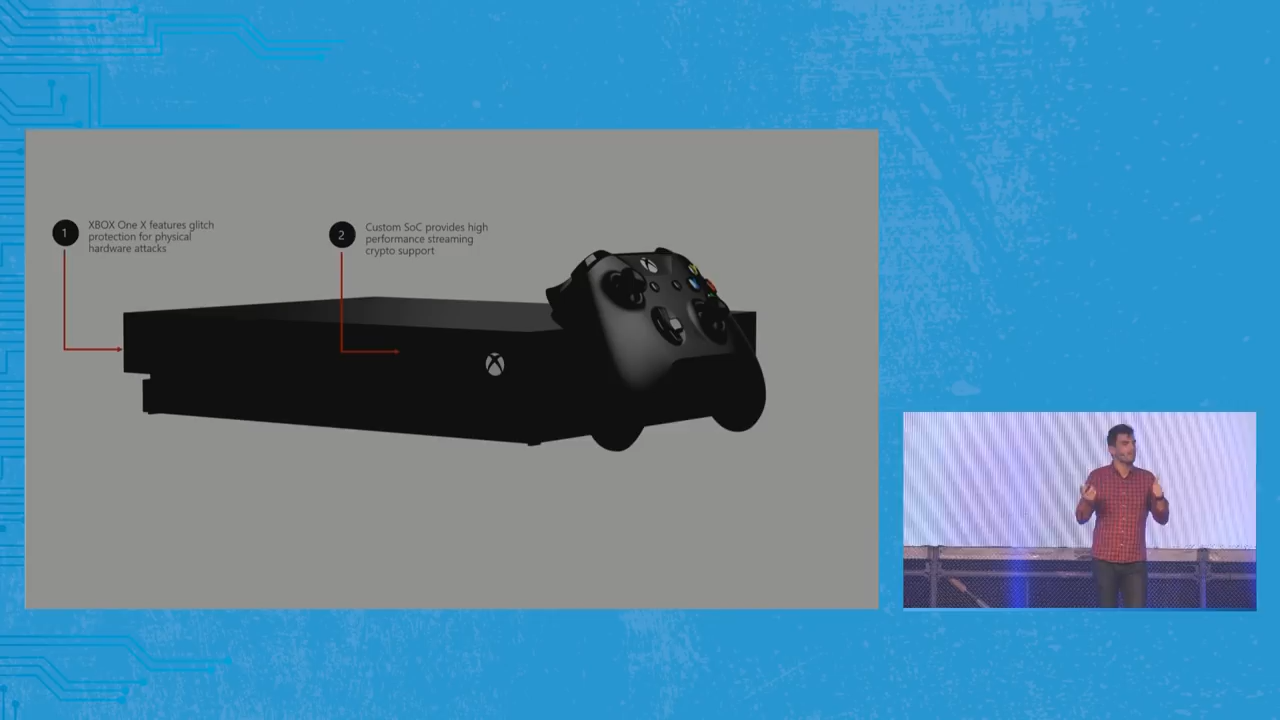 1
XBOX One X features glitch
protection for physical
hardware attacks
2
Custom SoC provides high
performance streaming
crypto support